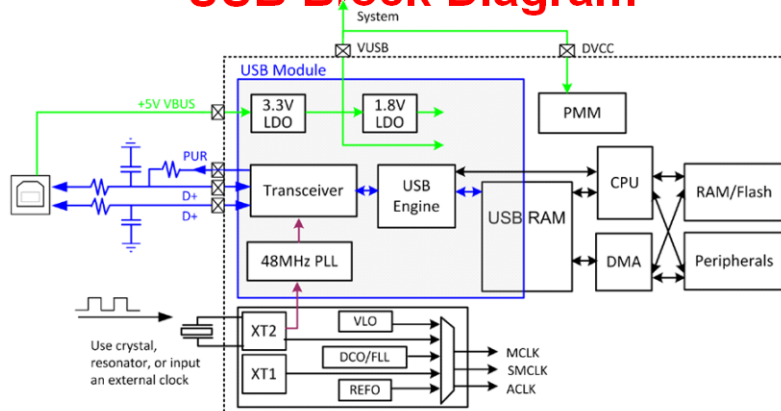 USB Block Diagram
System
VUSB
DVCC
USB Module
+5V VBUS
3.3V
LDO
1.8V
LDO
PMM
PUR
D+
D+
Transceiver
USB
Engine
USB RAM
CPU
RAM/Flash
DMA
Peripherals
48MHz PLL
Use crystal,
resonator, or input
an external clock
XT2
XT1
VLO
DCO/FLL
REFO
MCLK
SMCLK
ACLK